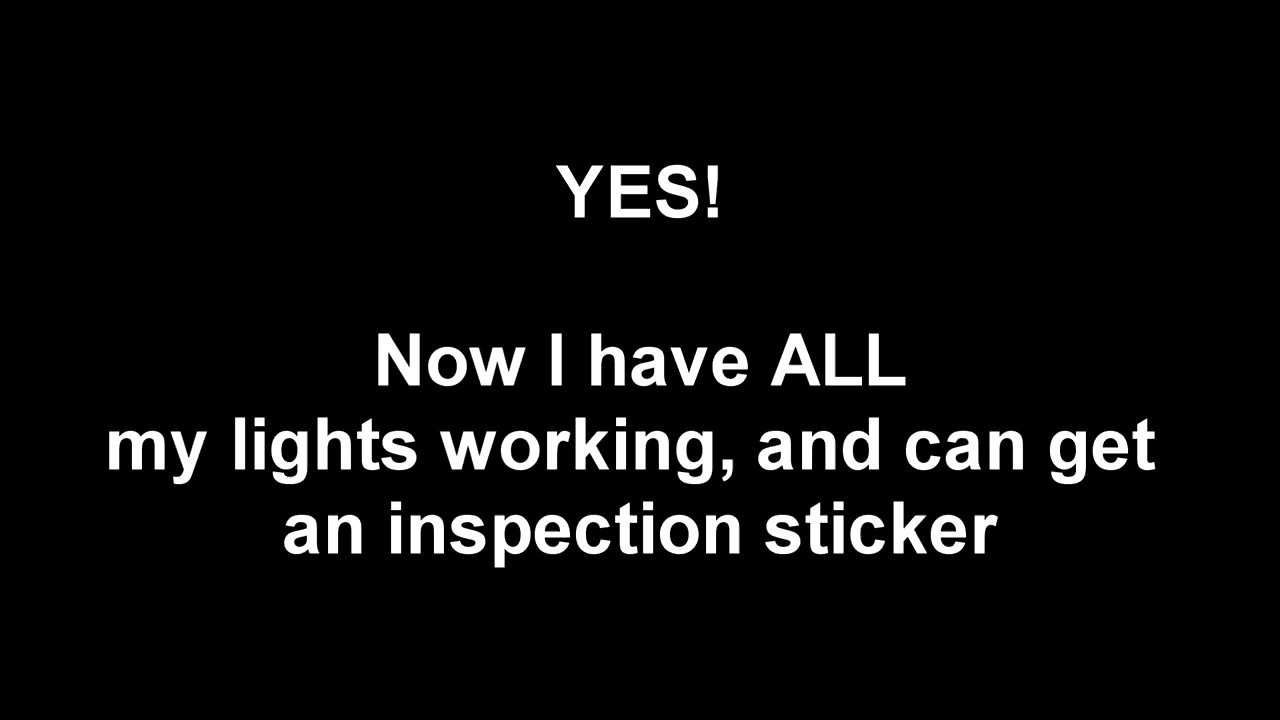 YES!
Now I have ALL
my lights working, and can get
an inspection sticker